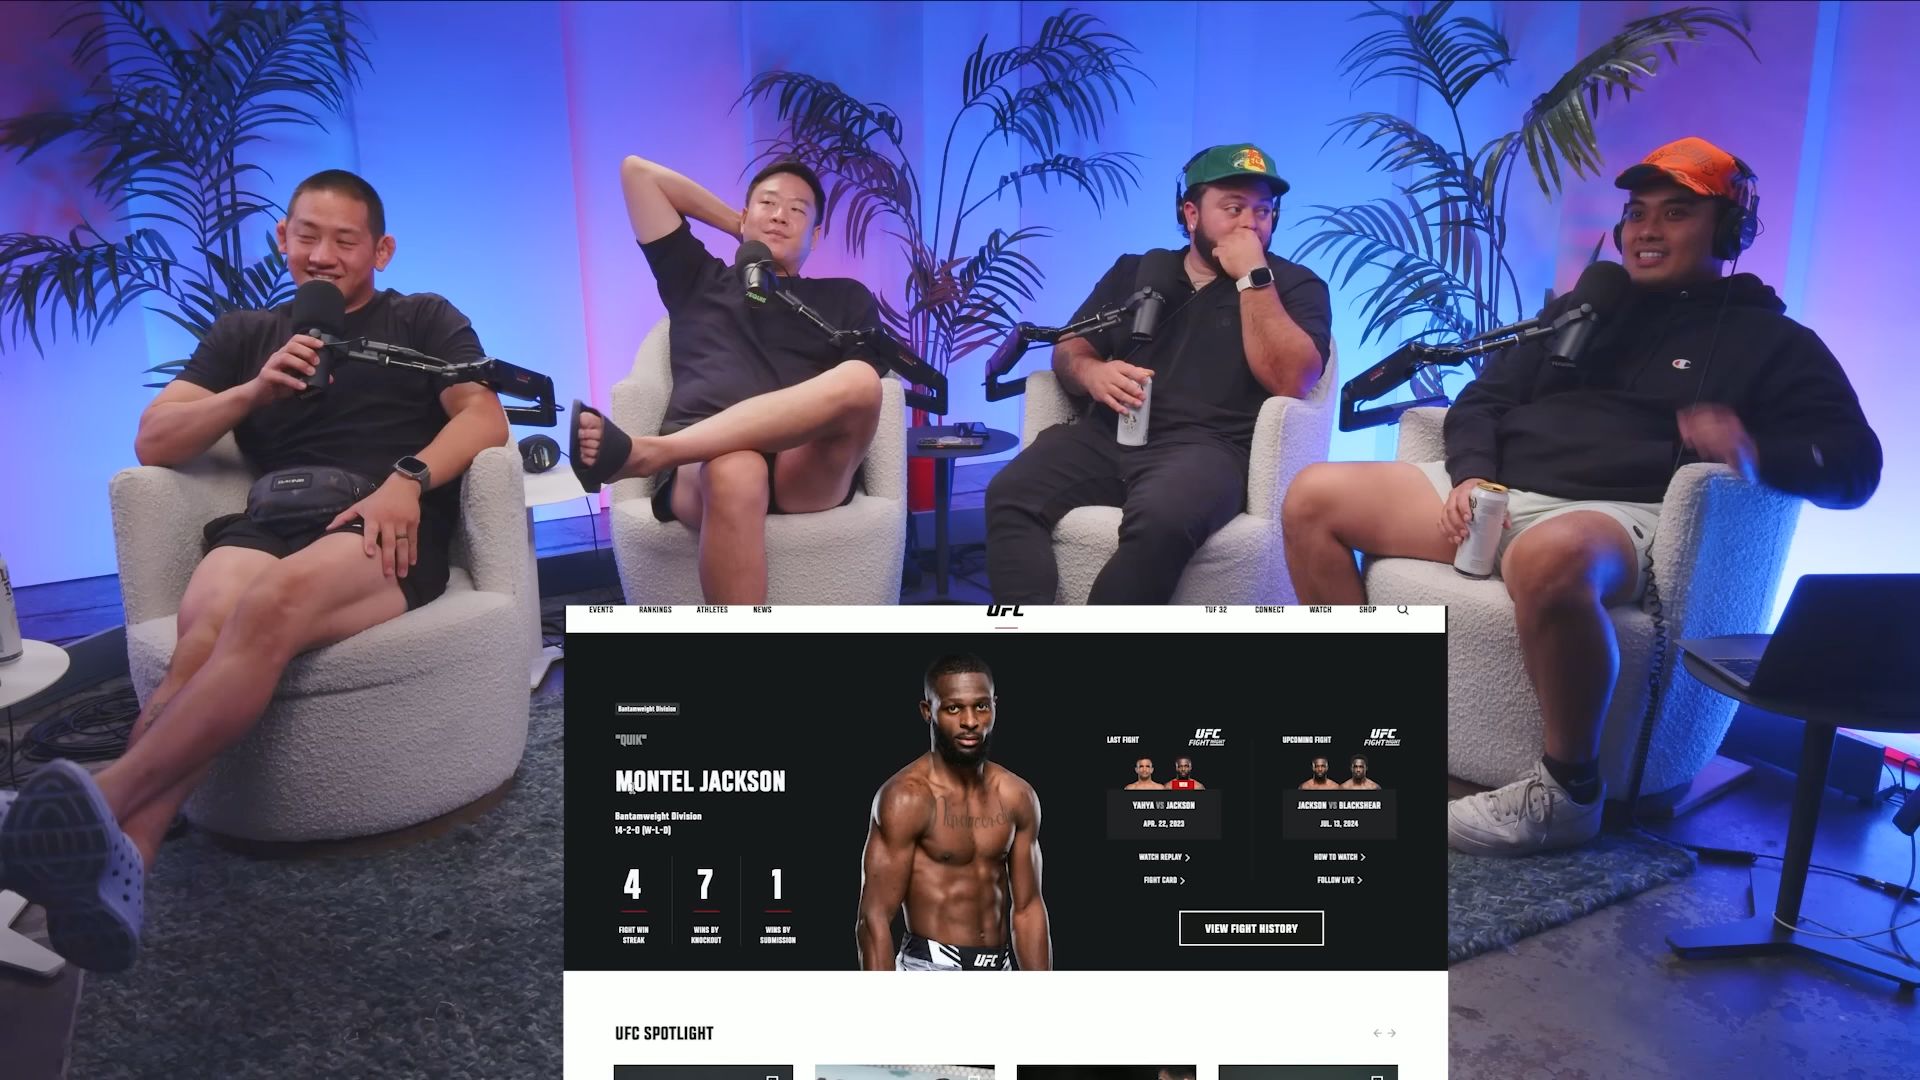 EVENTS RANKINGS ATHLETES NEWS UFC TUF 32 CONNECT WATCH SHOP
Bantamweight Division
"QUIK"
MONTEL JACKSON
Bantamweight Division
14-2-0 (W-L-D)
4
FIGHT WIN
STREAK
7
WINS BY
KNOCKOUT
1
WINS BY
SUBMISSION
UFC
LAST FIGHT
UFC
FIGHT NIGHT
WIN
YAHYA VS JACKSON
APR. 22, 2023
WATCH REPLAY
FIGHT CARD
UPCOMING FIGHT
UFC
FIGHT NIGHT
JACKSON VS BLACKSHEAR
JUL. 13, 2024
HOW TO WATCH
FOLLOW LIVE
VIEW FIGHT HISTORY
UFC SPOTLIGHT
DAKINE